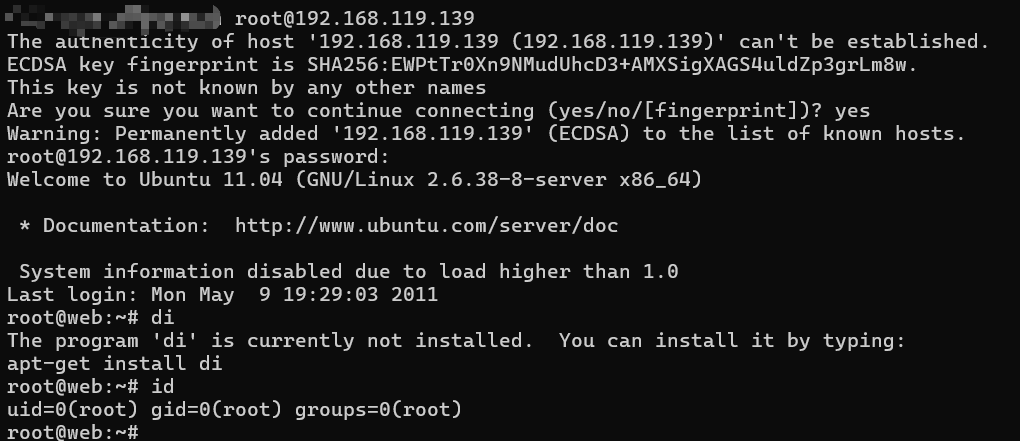 root@192.168.119.139
The authenticity of host '192.168.119.139 (192.168.119.139)' can't be established.
ECDSA key fingerprint is SHA256:EWPtTr0Xn9NMudUhcD3+AMXSigXAGS4uldZp3grLm8w.
This key is not known by any other names
Are you sure you want to continue connecting (yes/no/[fingerprint])? yes
Warning: Permanently added '192.168.119.139' (ECDSA) to the list of known hosts.
root@192.168.119.139's password:
Welcome to Ubuntu 11.04 (GNU/Linux 2.6.38-8-server x86_64)

 * Documentation:  http://www.ubuntu.com/server/doc

 System information disabled due to load higher than 1.0
Last login: Mon May  9 19:29:03 2011
root@web:~# di
The program 'di' is currently not installed.  You can install it by typing:
apt-get install di
root@web:~# id
uid=0(root) gid=0(root) groups=0(root)
root@web:~#